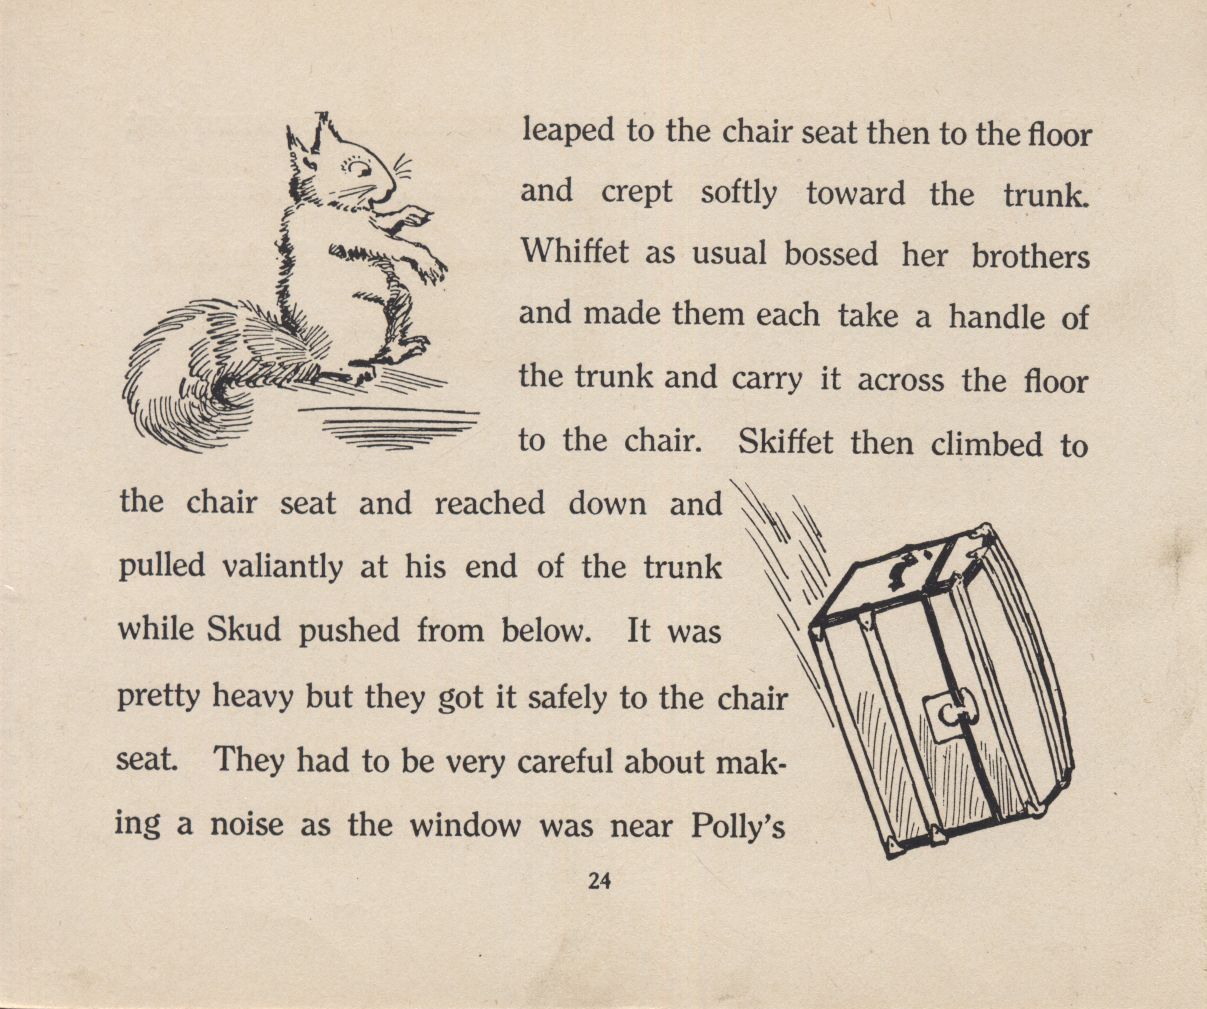 leaped to the chair seat then to the floor
and crept softly toward the trunk.
Whiffet as usual bossed her brothers
and made them each take a handle of
the trunk and carry it across the floor
to the chair. Skiffet then climbed to
the chair seat and reached down and
pulled valiantly at his end of the trunk
while Skud pushed from below. It was
pretty heavy but they got it safely to the chair
seat. They had to be very careful about mak-
ing a noise as the window was near Polly's
24